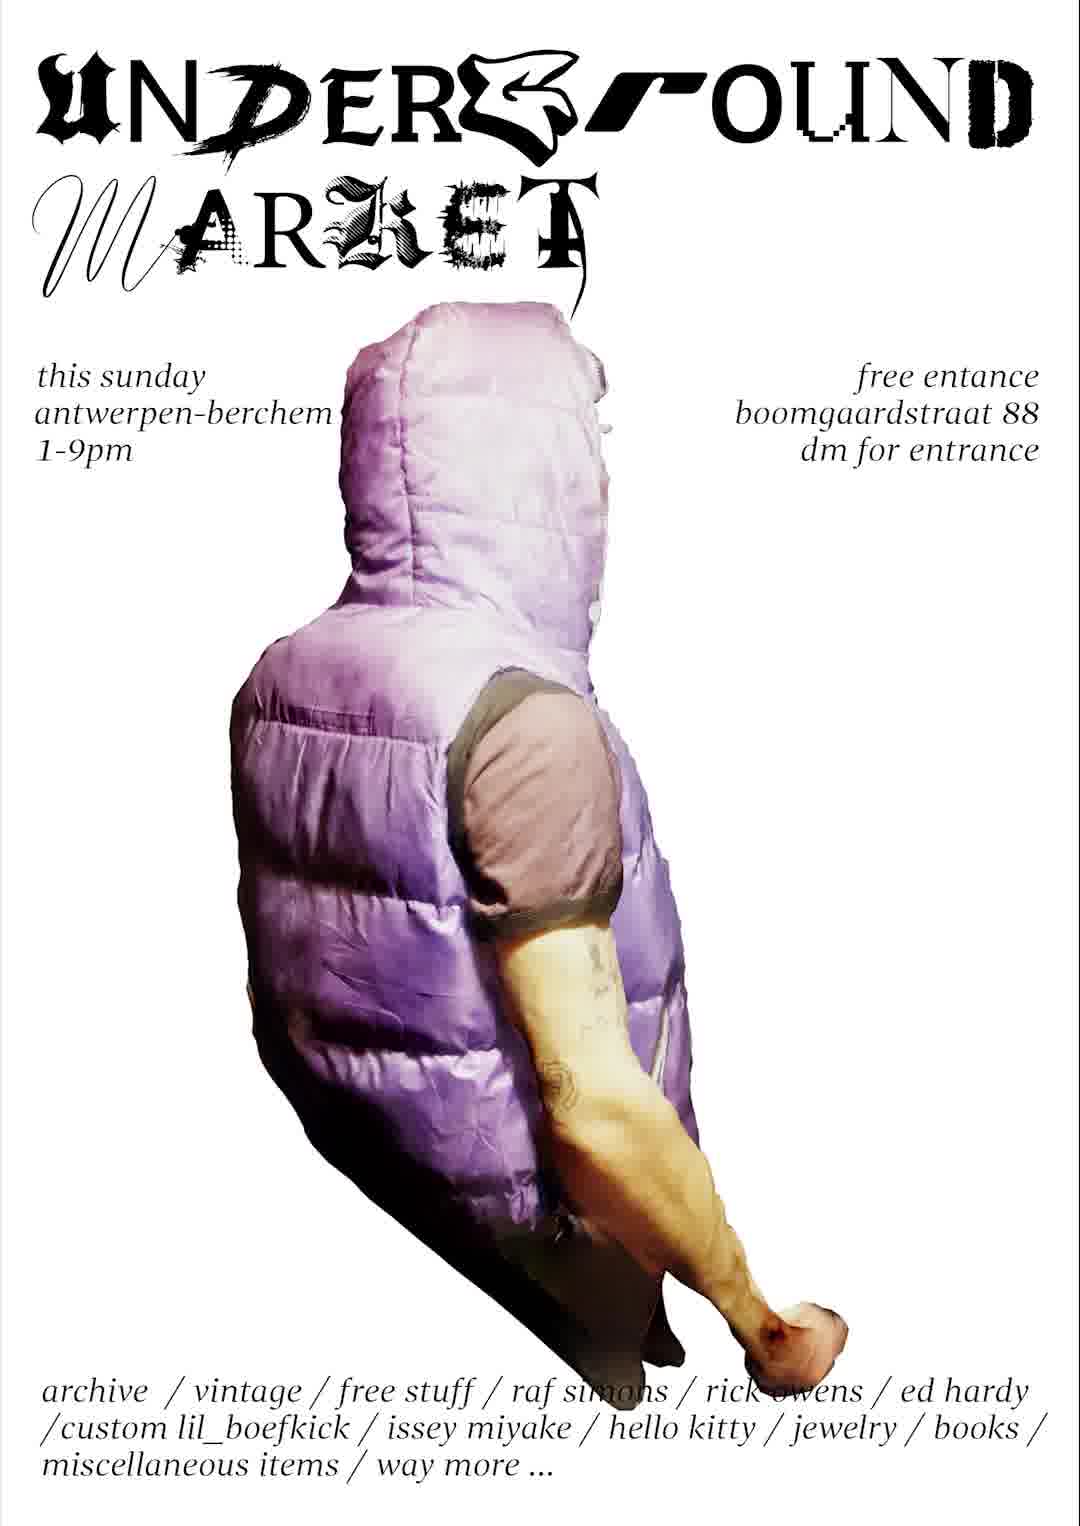 UNDERGrOUND
MARKET
this sunday
antwerpen-berchem
1-9pm
free entance
boomgaardstraat 88
dm for entrance
archive / vintage / free stuff / raf simons / rick owens / ed hardy
/custom lil_boefkick / issey miyake / hello kitty / jewelry / books /
miscellaneous items / way more ...